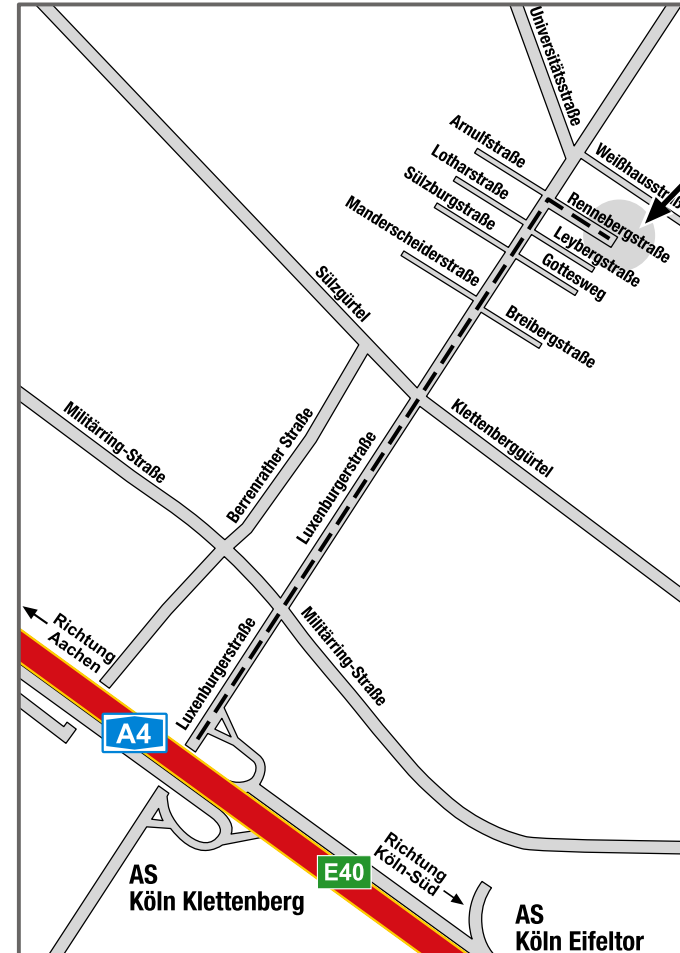 Universitätsstraße
Weißhausstraße
Arnulfstraße
Lotharstraße
Sülzburgstraße
Manderscheiderstraße
Rennebergstraße
Leybergstraße
Gottesweg
Breibergstraße
Sülzgürtel
Klettenberggürtel
Militärring-Straße
Berrenrather Straße
Luxenburgerstraße
Luxenburgerstraße
Militärring-Straße
Richtung
Aachen
A4
E40
Richtung
Köln-Süd
AS
Köln Klettenberg
AS
Köln Eifeltor